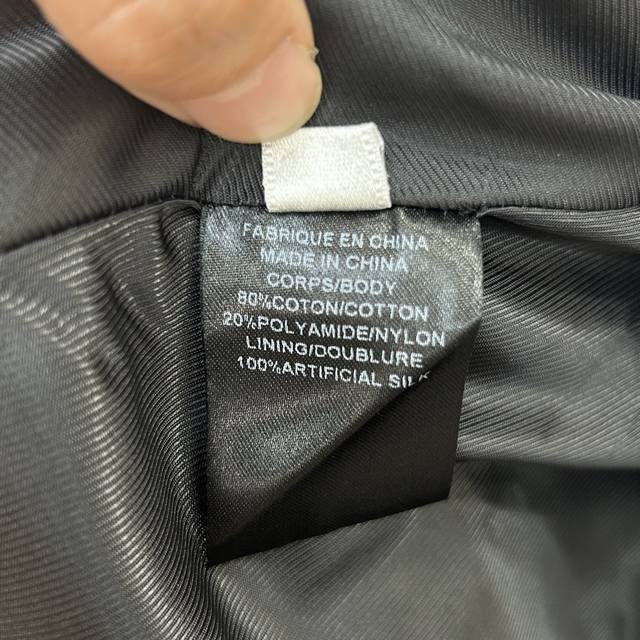 FABRIQUE EN CHINA
MADE IN CHINA
CORPS/BODY
80%COTON/COTTON
20%POLYAMIDE/NYLON
LINING/DOUBLURE
100%ARTIFICIAL SILK